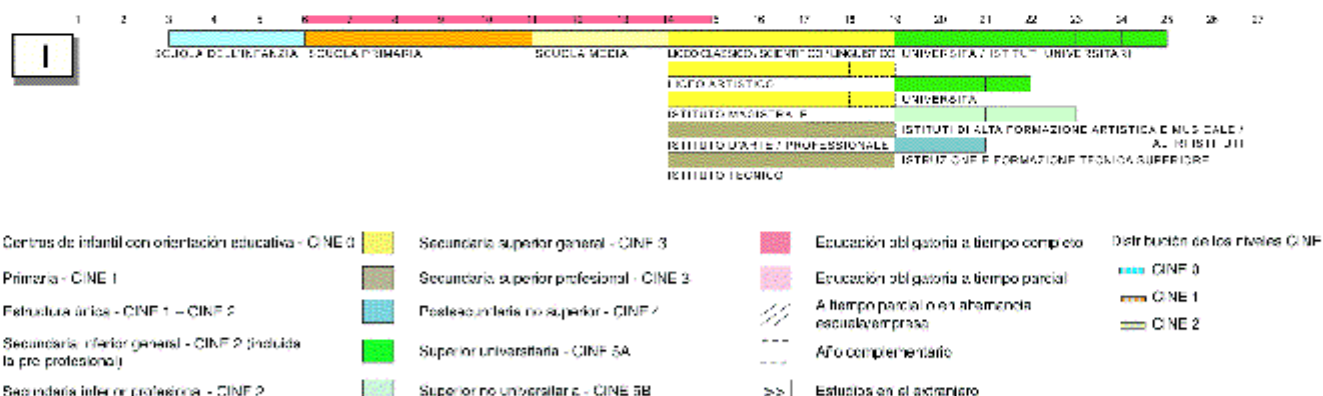 1 2 3 4 5 6 7 8 9 10 11 12 13 14 15 16 17 18 19 20 21 22 23 24 25 26 27
I
SCUOLA DELL'INFANZIA SCUOLA PRIMARIA SCUOLA MEDIA LICEO CLASSICO / SCIENTIFICO / LINGUISTICO UNIVERSITÀ / ISTITUTI UNIVERSITARI
LICEO ARTISTICO
UNIVERSITÀ
ISTITUTO MAGISTRALE
ISTITUTI DI ALTA FORMAZIONE ARTISTICA E MUSICALE /
ISTITUTO D'ARTE / PROFESSIONALE ALTRI ISTITUTI
ISTRUZIONE E FORMAZIONE TECNICA SUPERIORE
ISTITUTO TECNICO
Centros de infantil con orientación educativa - CINE 0
Primaria - CINE 1
Estructura única - CINE 1 – CINE 2
Secundaria inferior general - CINE 2 (incluida
la pre profesional)
Secundaria inferior profesional - CINE 2
Secundaria superior general - CINE 3
Secundaria superior profesional - CINE 3
Postsecundaria no superior - CINE 4
Superior universitaria - CINE 5A
Superior no universitaria - CINE 5B
Educación obligatoria a tiempo completo
Educación obligatoria a tiempo parcial
A tiempo parcial o en alternancia
escuela/empresa
Año complementario
>> Estudios en el extranjero
Distribución de los niveles CINE
CINE 0
CINE 1
CINE 2